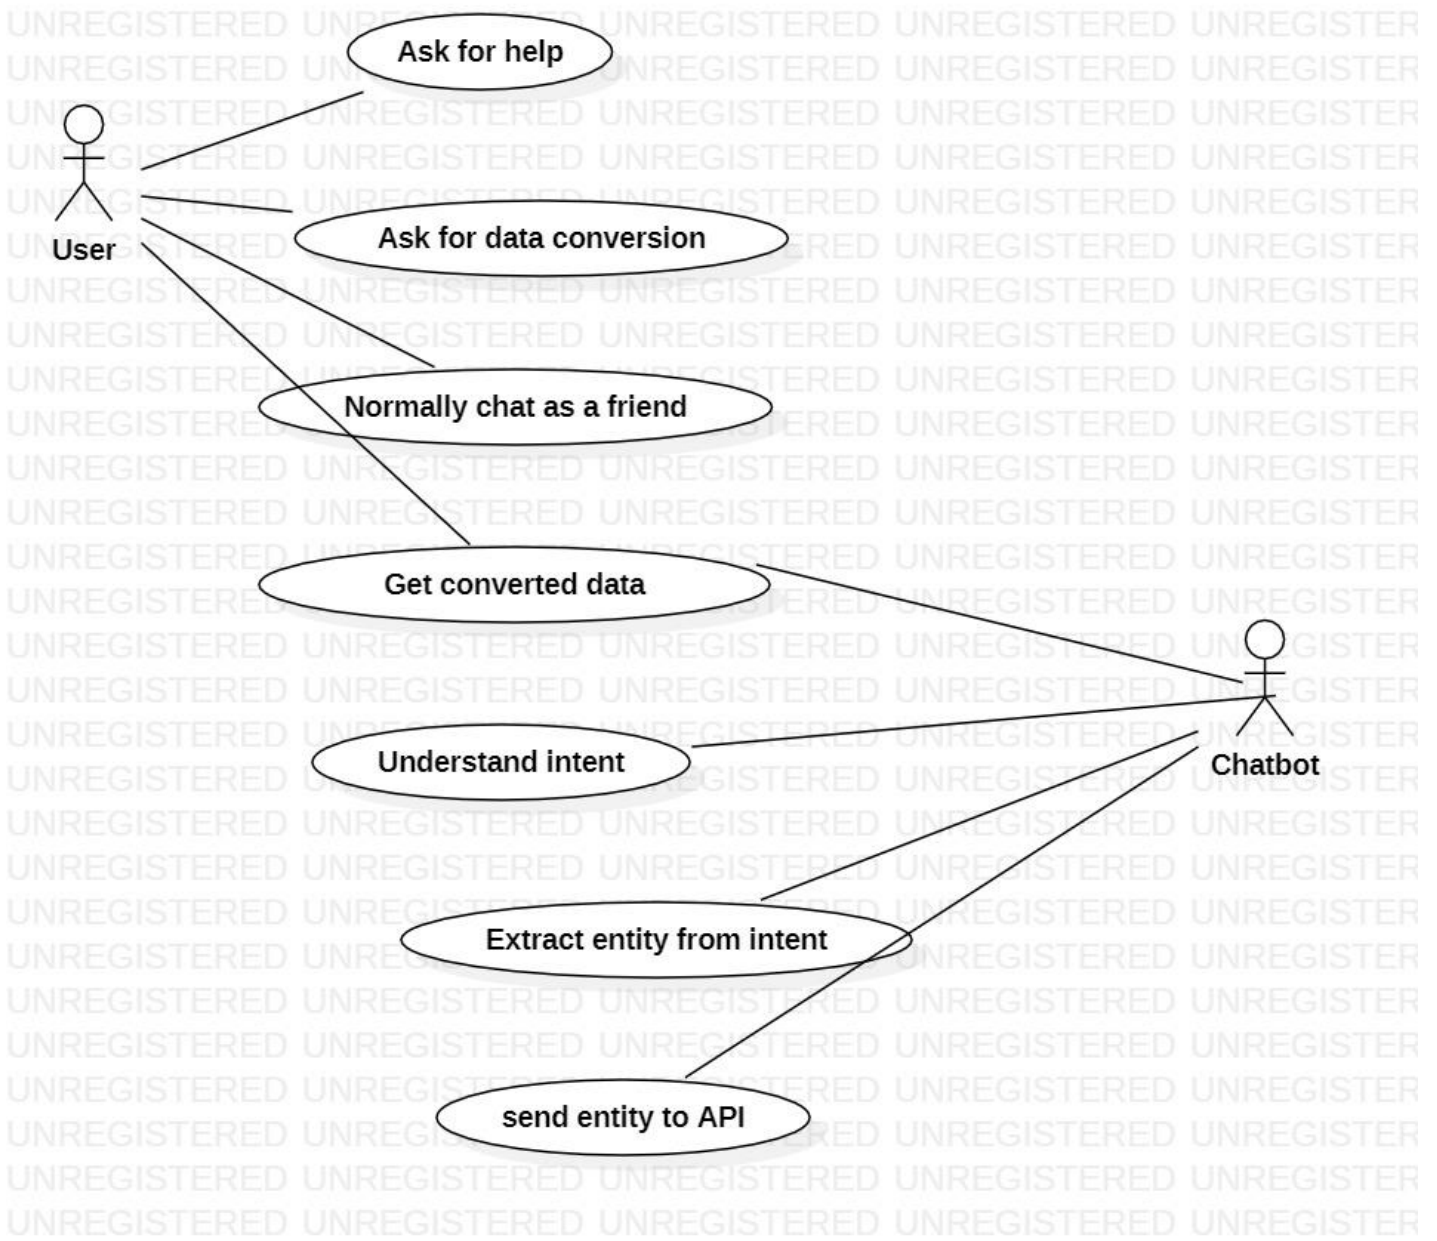 Ask for help
User
Ask for data conversion
Normally chat as a friend
Get converted data
Understand intent
Chatbot
Extract entity from intent
send entity to API
UNREGISTERED